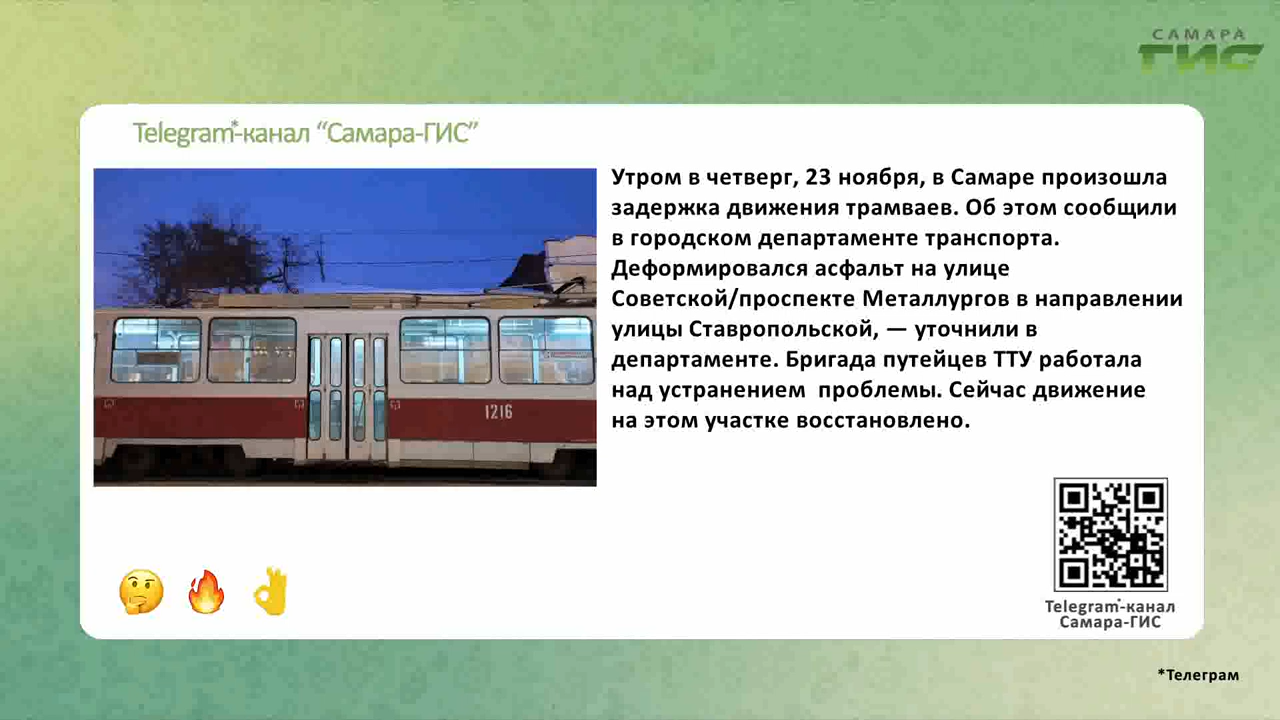 САМАРА
ГИС
Telegram*-канал “Самара-ГИС”
Утром в четверг, 23 ноября, в Самаре произошла
задержка движения трамваев. Об этом сообщили
в городском департаменте транспорта.
Деформировался асфальт на улице
Советской/проспекте Металлургов в направлении
улицы Ставропольской, — уточнили в
департаменте. Бригада путейцев ТТУ работала
над устранением  проблемы. Сейчас движение
на этом участке восстановлено.
1216
Telegram*-канал
Самара-ГИС
*Телеграм